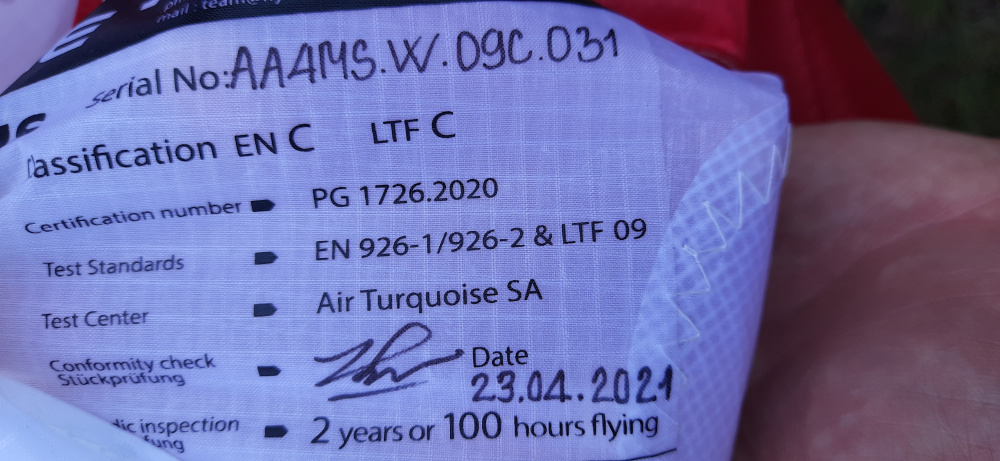 serial No:AA4MS.W.09C.031
classification EN C LTF C
Certification number PG 1726.2020
Test Standards EN 926-1/926-2 & LTF 09
Test Center Air Turquoise SA
Conformity check
Stückprüfung
Date
23.04.2021
inspection 2 years or 100 hours flying